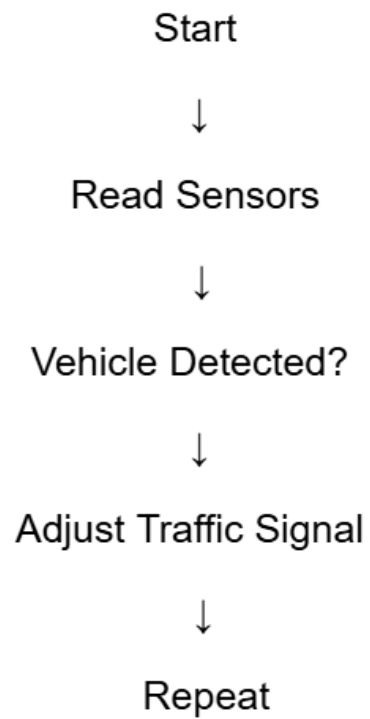 Start
↓
Read Sensors
↓
Vehicle Detected?
↓
Adjust Traffic Signal
↓
Repeat